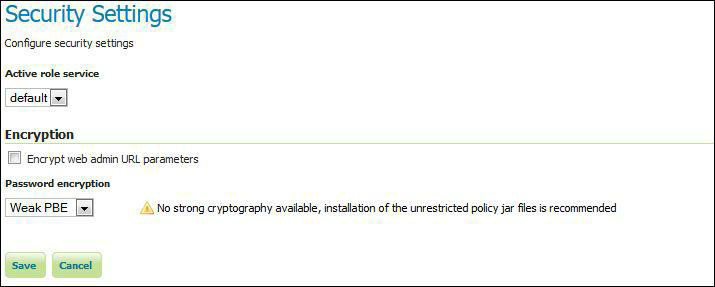 Security Settings
Configure security settings
Active role service
default
Encryption
Encrypt web admin URL parameters
Password encryption
Weak PBE
No strong cryptography available, installation of the unrestricted policy jar files is recommended
Save Cancel